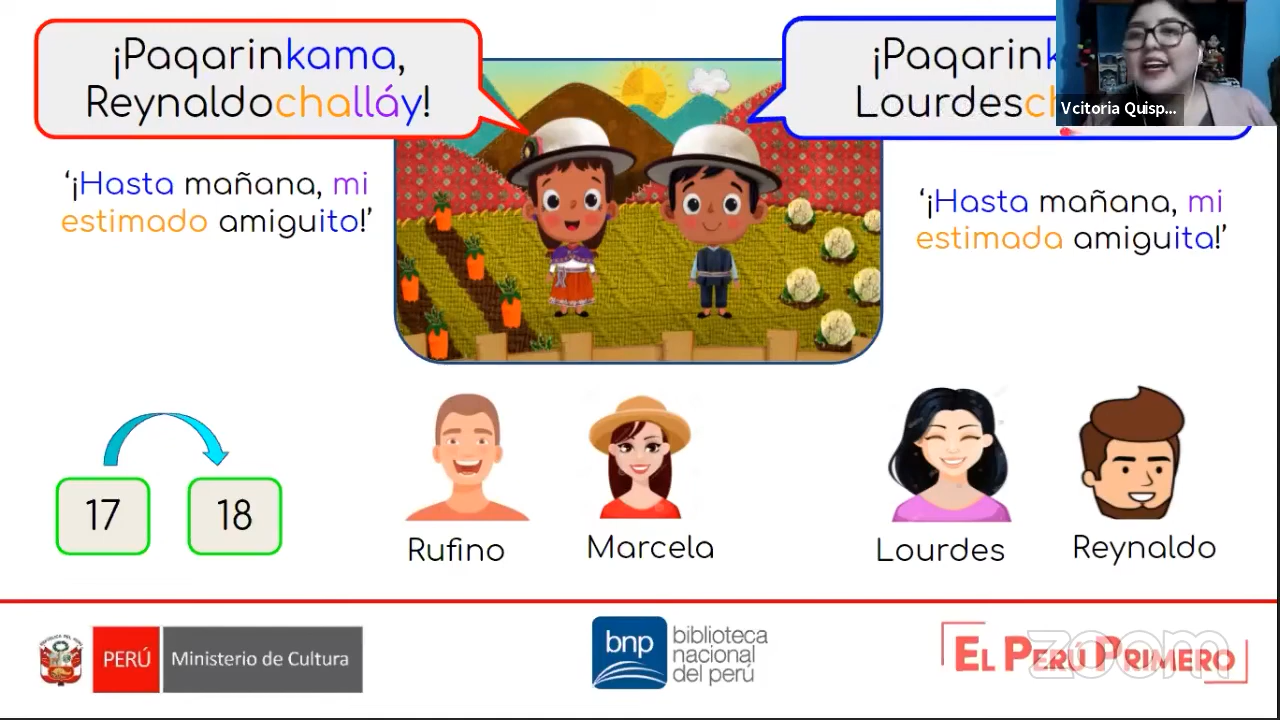 ¡Paqarinkama,
Reynaldochalláy!
‘¡Hasta mañana, mi
estimado amiguito!’
¡Paqarink
Lourdesc
Vcitoria Quisp...
‘¡Hasta mañana, mi
estimada amiguita!’
17
18
Rufino
Marcela
Lourdes
Reynaldo
PERÚ
Ministerio de Cultura
bnp
biblioteca
nacional
del perú
EL PERÚ PRIMERO
zoom